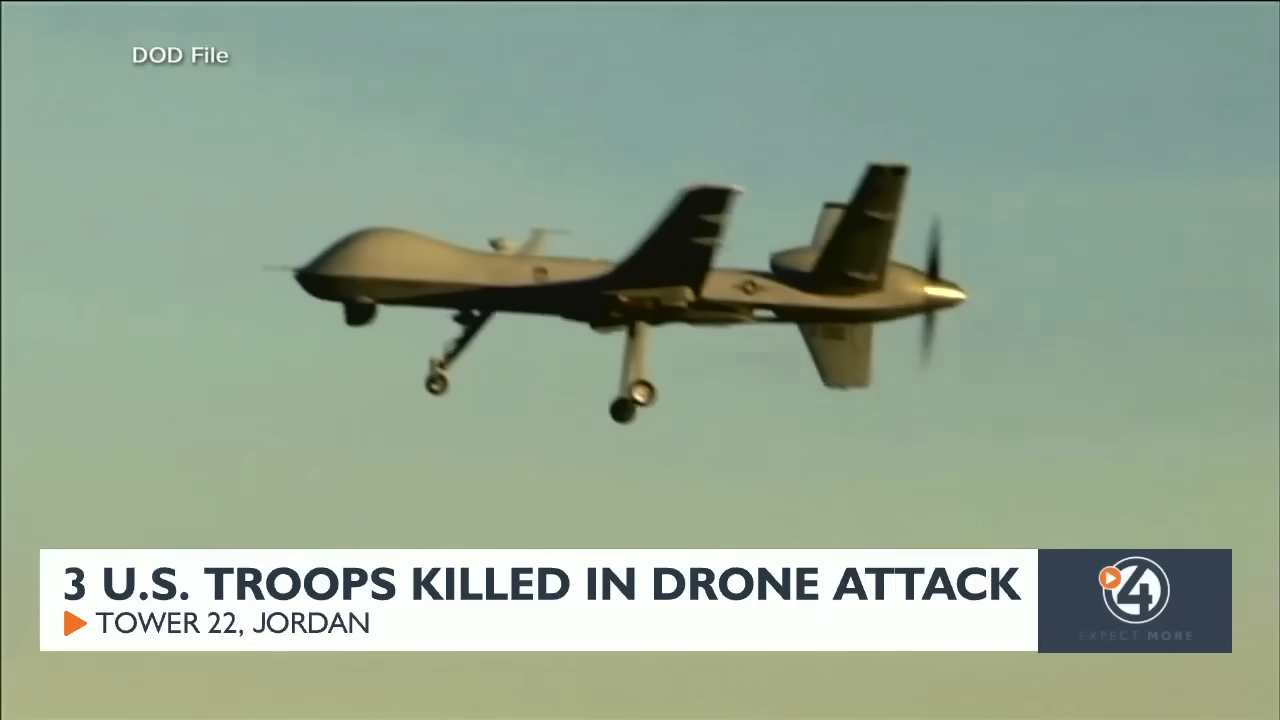 DOD File
3 U.S. TROOPS KILLED IN DRONE ATTACK
TOWER 22, JORDAN
4
EXPECT MORE